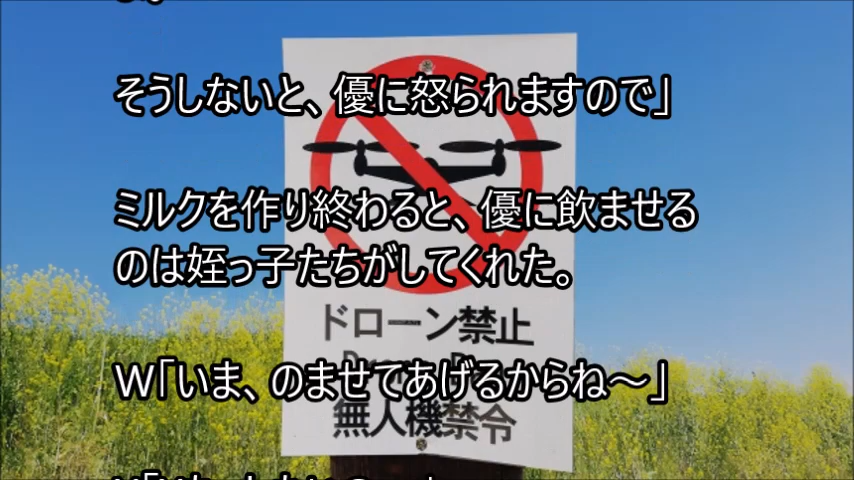 そうしないと、優に怒られますので」
ミルクを作り終わると、優に飲ませる
のは姪っ子たちがしてくれた。
ドローン禁止
W「いま、のませてあげるからね～」
無人機禁令